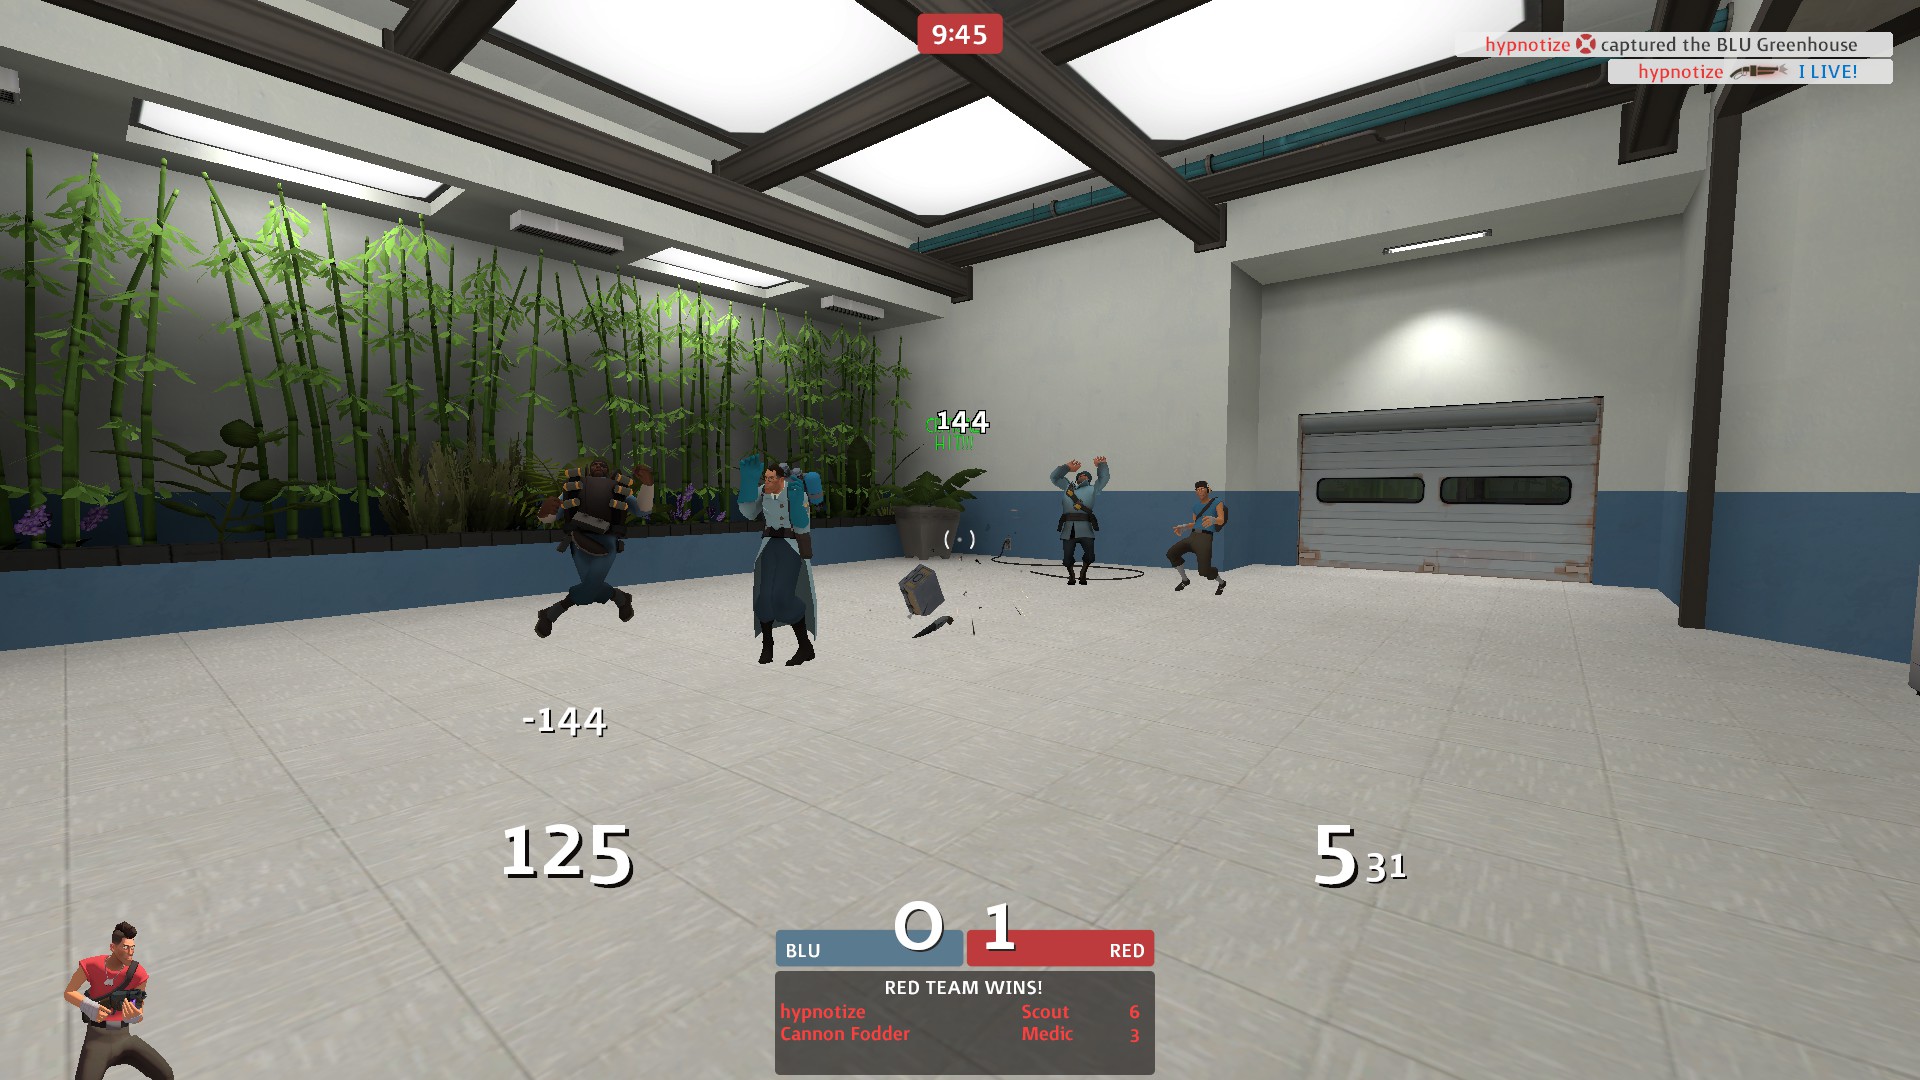 9:45
hypnotize captured the BLU Greenhouse
hypnotize I LIVE!
144
HIT!!!
-144
125
5 31
0 1
BLU RED
RED TEAM WINS!
hypnotize Scout 6
Cannon Fodder Medic 3